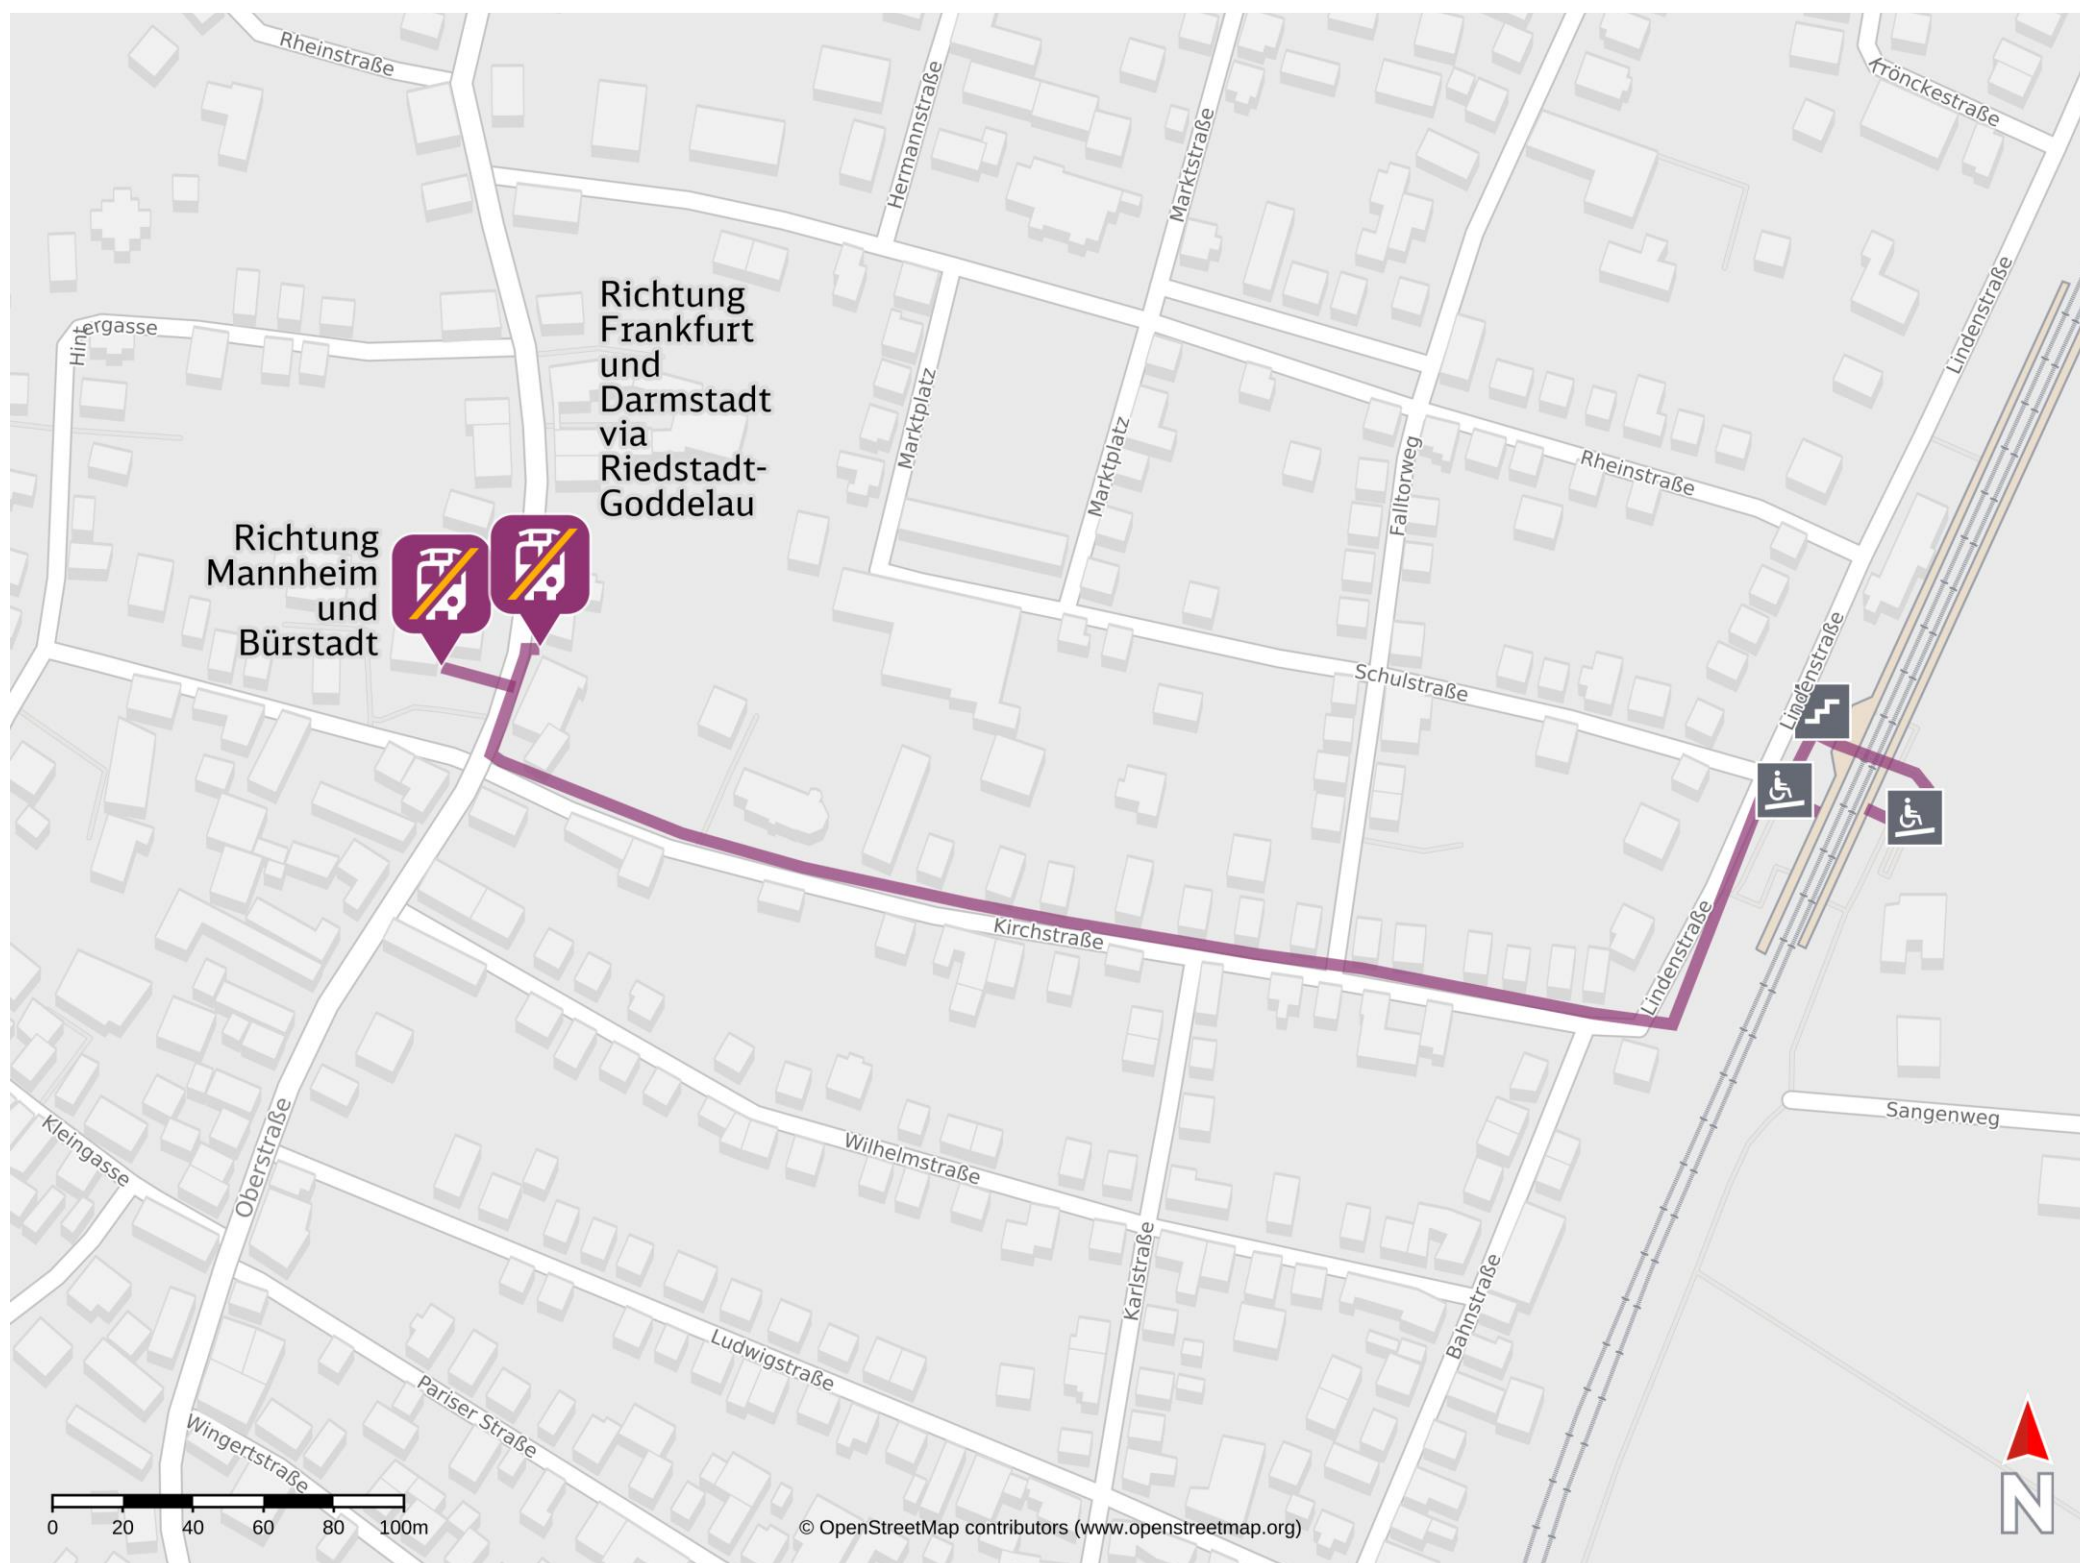 Rheinstraße
Krönckestraße
Hermannstraße
Marktstraße
Richtung
Frankfurt
und
Darmstadt
via
Riedstadt-
Goddelau
Hintergasse
Lindenstraße
Marktplatz
Marktplatz
Falltorweg
Rheinstraße
Richtung
Mannheim
und
Bürstadt
Schulstraße
Lindenstraße
Kirchstraße
Lindenstraße
Sangenweg
Kleingasse
Oberstraße
Wilhelmstraße
Karlstraße
Bahnstraße
Ludwigstraße
Pariser Straße
Wingertstraße
N
0 20 40 60 80 100m
© OpenStreetMap contributors (www.openstreetmap.org)